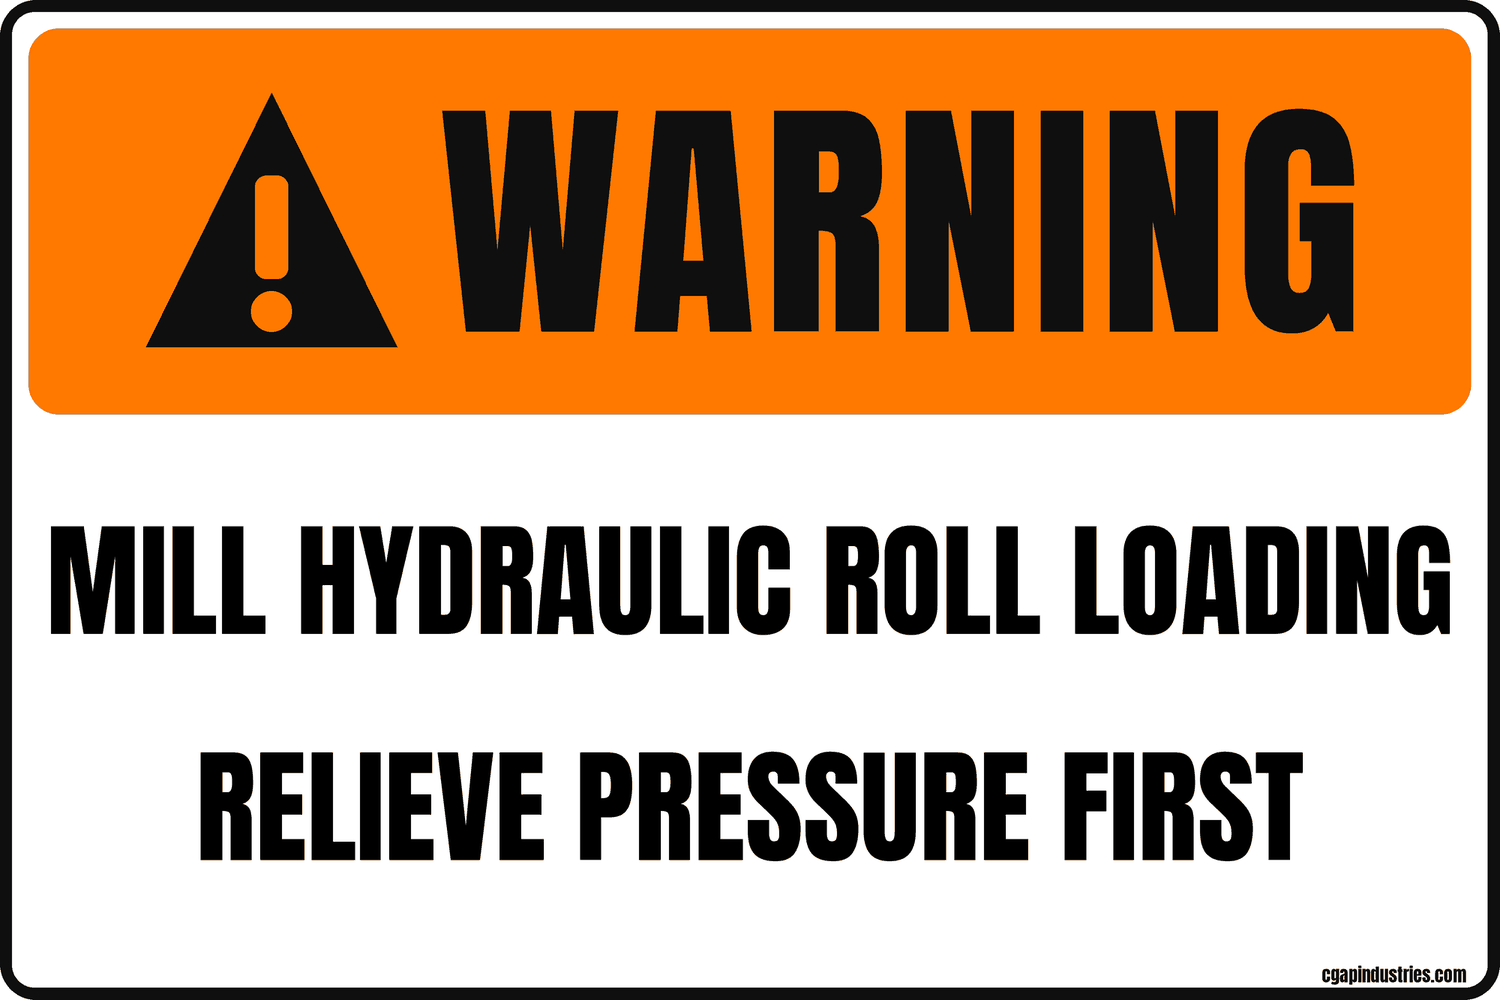 WARNING
MILL HYDRAULIC ROLL LOADING
RELIEVE PRESSURE FIRST
cgapindustries.com